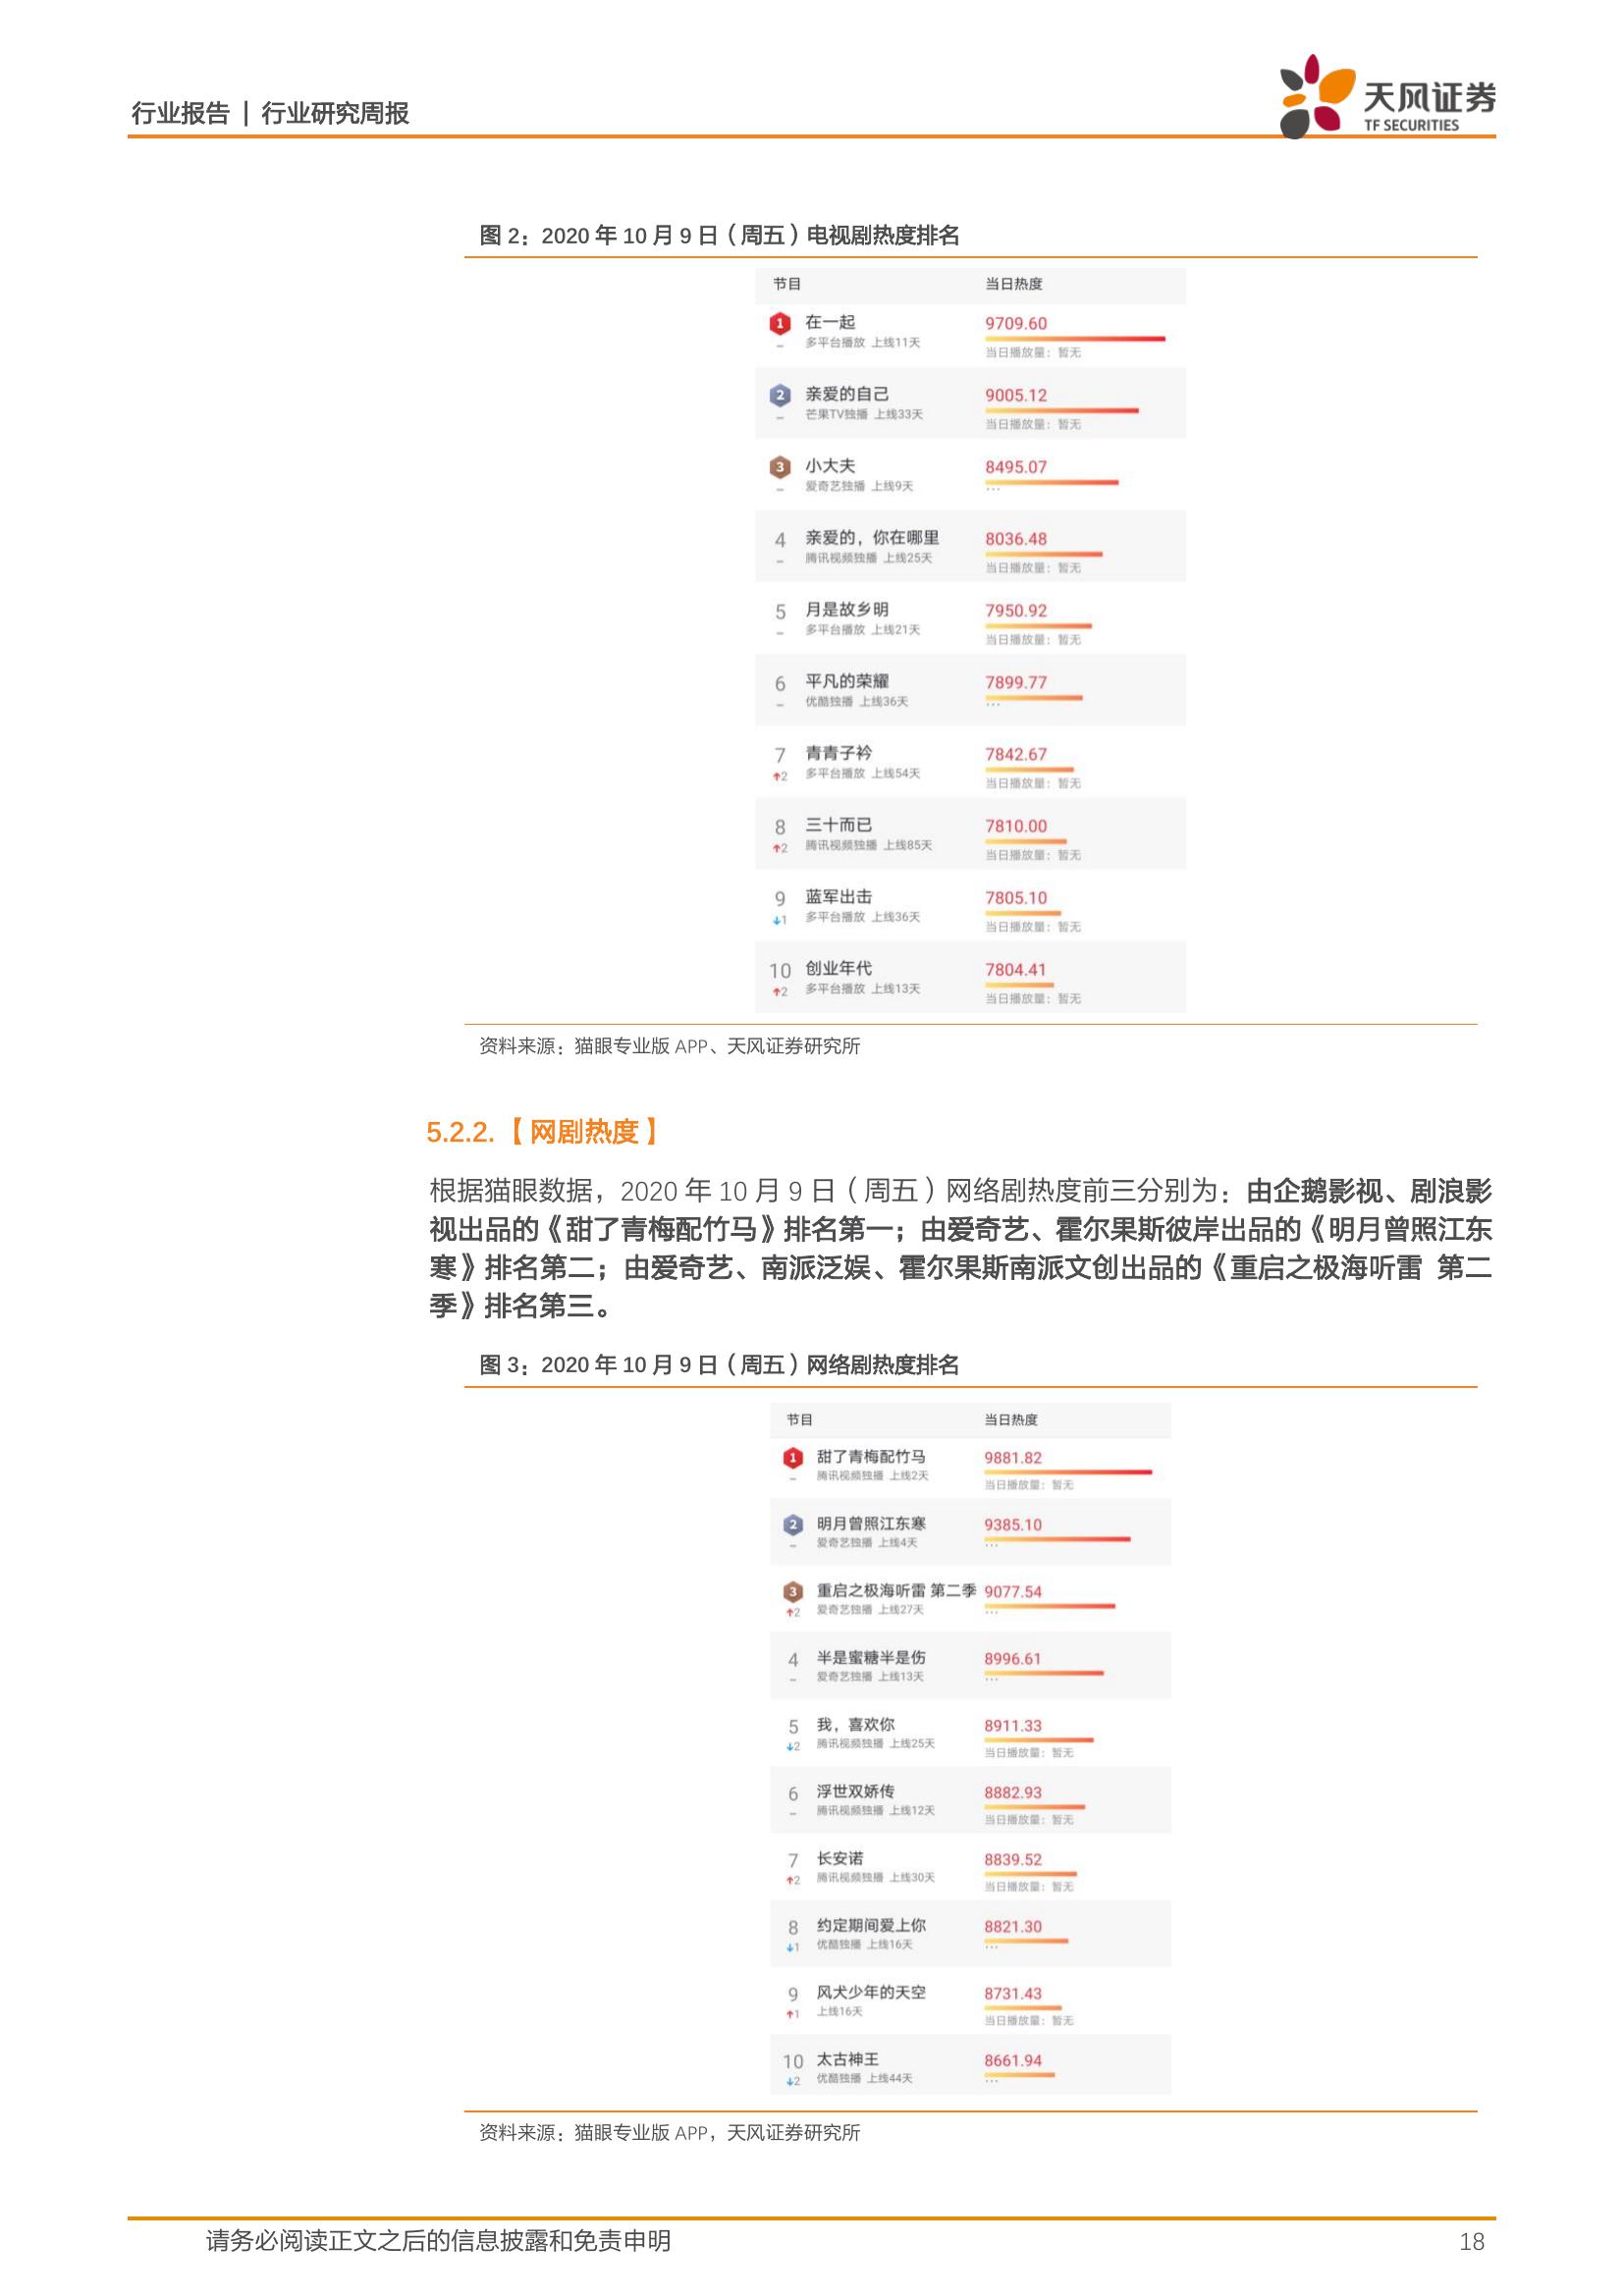 行业报告 | 行业研究周报
天风证券
TF SECURITIES
图 2：2020 年 10 月 9 日（周五）电视剧热度排名
节目 当日热度
1 在一起 9709.60
– 多平台播放 上线11天 当日播放量：暂无
2 亲爱的自己 9005.12
– 芒果TV独播 上线33天 当日播放量：暂无
3 小大夫 8495.07
– 爱奇艺独播 上线9天 ...
4 亲爱的，你在哪里 8036.48
– 腾讯视频独播 上线25天 当日播放量：暂无
5 月是故乡明 7950.92
– 多平台播放 上线21天 当日播放量：暂无
6 平凡的荣耀 7899.77
– 优酷独播 上线36天 ...
7 青青子衿 7842.67
↑2 多平台播放 上线54天 当日播放量：暂无
8 三十而已 7810.00
↑2 腾讯视频独播 上线85天 当日播放量：暂无
9 蓝军出击 7805.10
↓1 多平台播放 上线36天 当日播放量：暂无
10 创业年代 7804.41
↑2 多平台播放 上线13天 当日播放量：暂无
资料来源：猫眼专业版 APP、天风证券研究所
5.2.2.【网剧热度】
根据猫眼数据，2020 年 10 月 9 日（周五）网络剧热度前三分别为：由企鹅影视、剧浪影
视出品的《甜了青梅配竹马》排名第一；由爱奇艺、霍尔果斯彼岸出品的《明月曾照江东
寒》排名第二；由爱奇艺、南派泛娱、霍尔果斯南派文创出品的《重启之极海听雷 第二
季》排名第三。
图 3：2020 年 10 月 9 日（周五）网络剧热度排名
节目 当日热度
1 甜了青梅配竹马 9881.82
– 腾讯视频独播 上线2天 当日播放量：暂无
2 明月曾照江东寒 9385.10
– 爱奇艺独播 上线4天 ...
3 重启之极海听雷 第二季 9077.54
↑2 爱奇艺独播 上线27天 ...
4 半是蜜糖半是伤 8996.61
– 爱奇艺独播 上线13天 ...
5 我，喜欢你 8911.33
↓2 腾讯视频独播 上线25天 当日播放量：暂无
6 浮世双娇传 8882.93
– 腾讯视频独播 上线12天 当日播放量：暂无
7 长安诺 8839.52
↑2 腾讯视频独播 上线30天 当日播放量：暂无
8 约定期间爱上你 8821.30
↓1 优酷独播 上线16天 ...
9 风犬少年的天空 8731.43
↑1 上线16天 当日播放量：暂无
10 太古神王 8661.94
↓2 优酷独播 上线44天 ...
资料来源：猫眼专业版 APP，天风证券研究所
请务必阅读正文之后的信息披露和免责申明 18